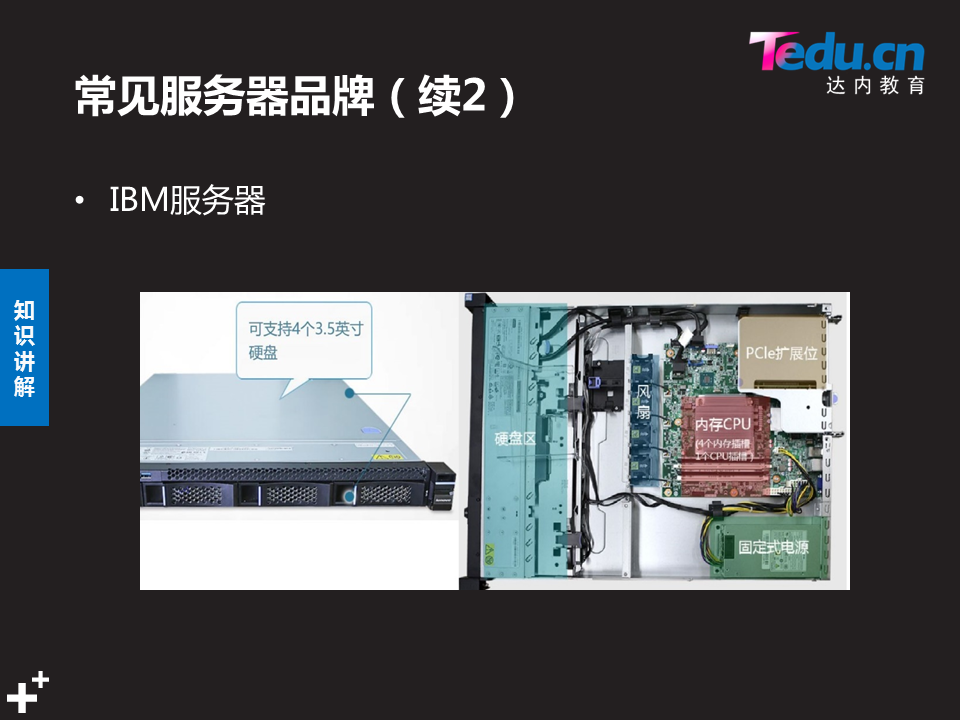 Tedu.cn
达内教育
常见服务器品牌（续2）
• IBM服务器
知
识
讲
解
可支持4个3.5英寸
硬盘
硬盘区
风
扇
PCIe扩展位
内存CPU
(4个内存插槽
1个CPU插槽)
固定式电源